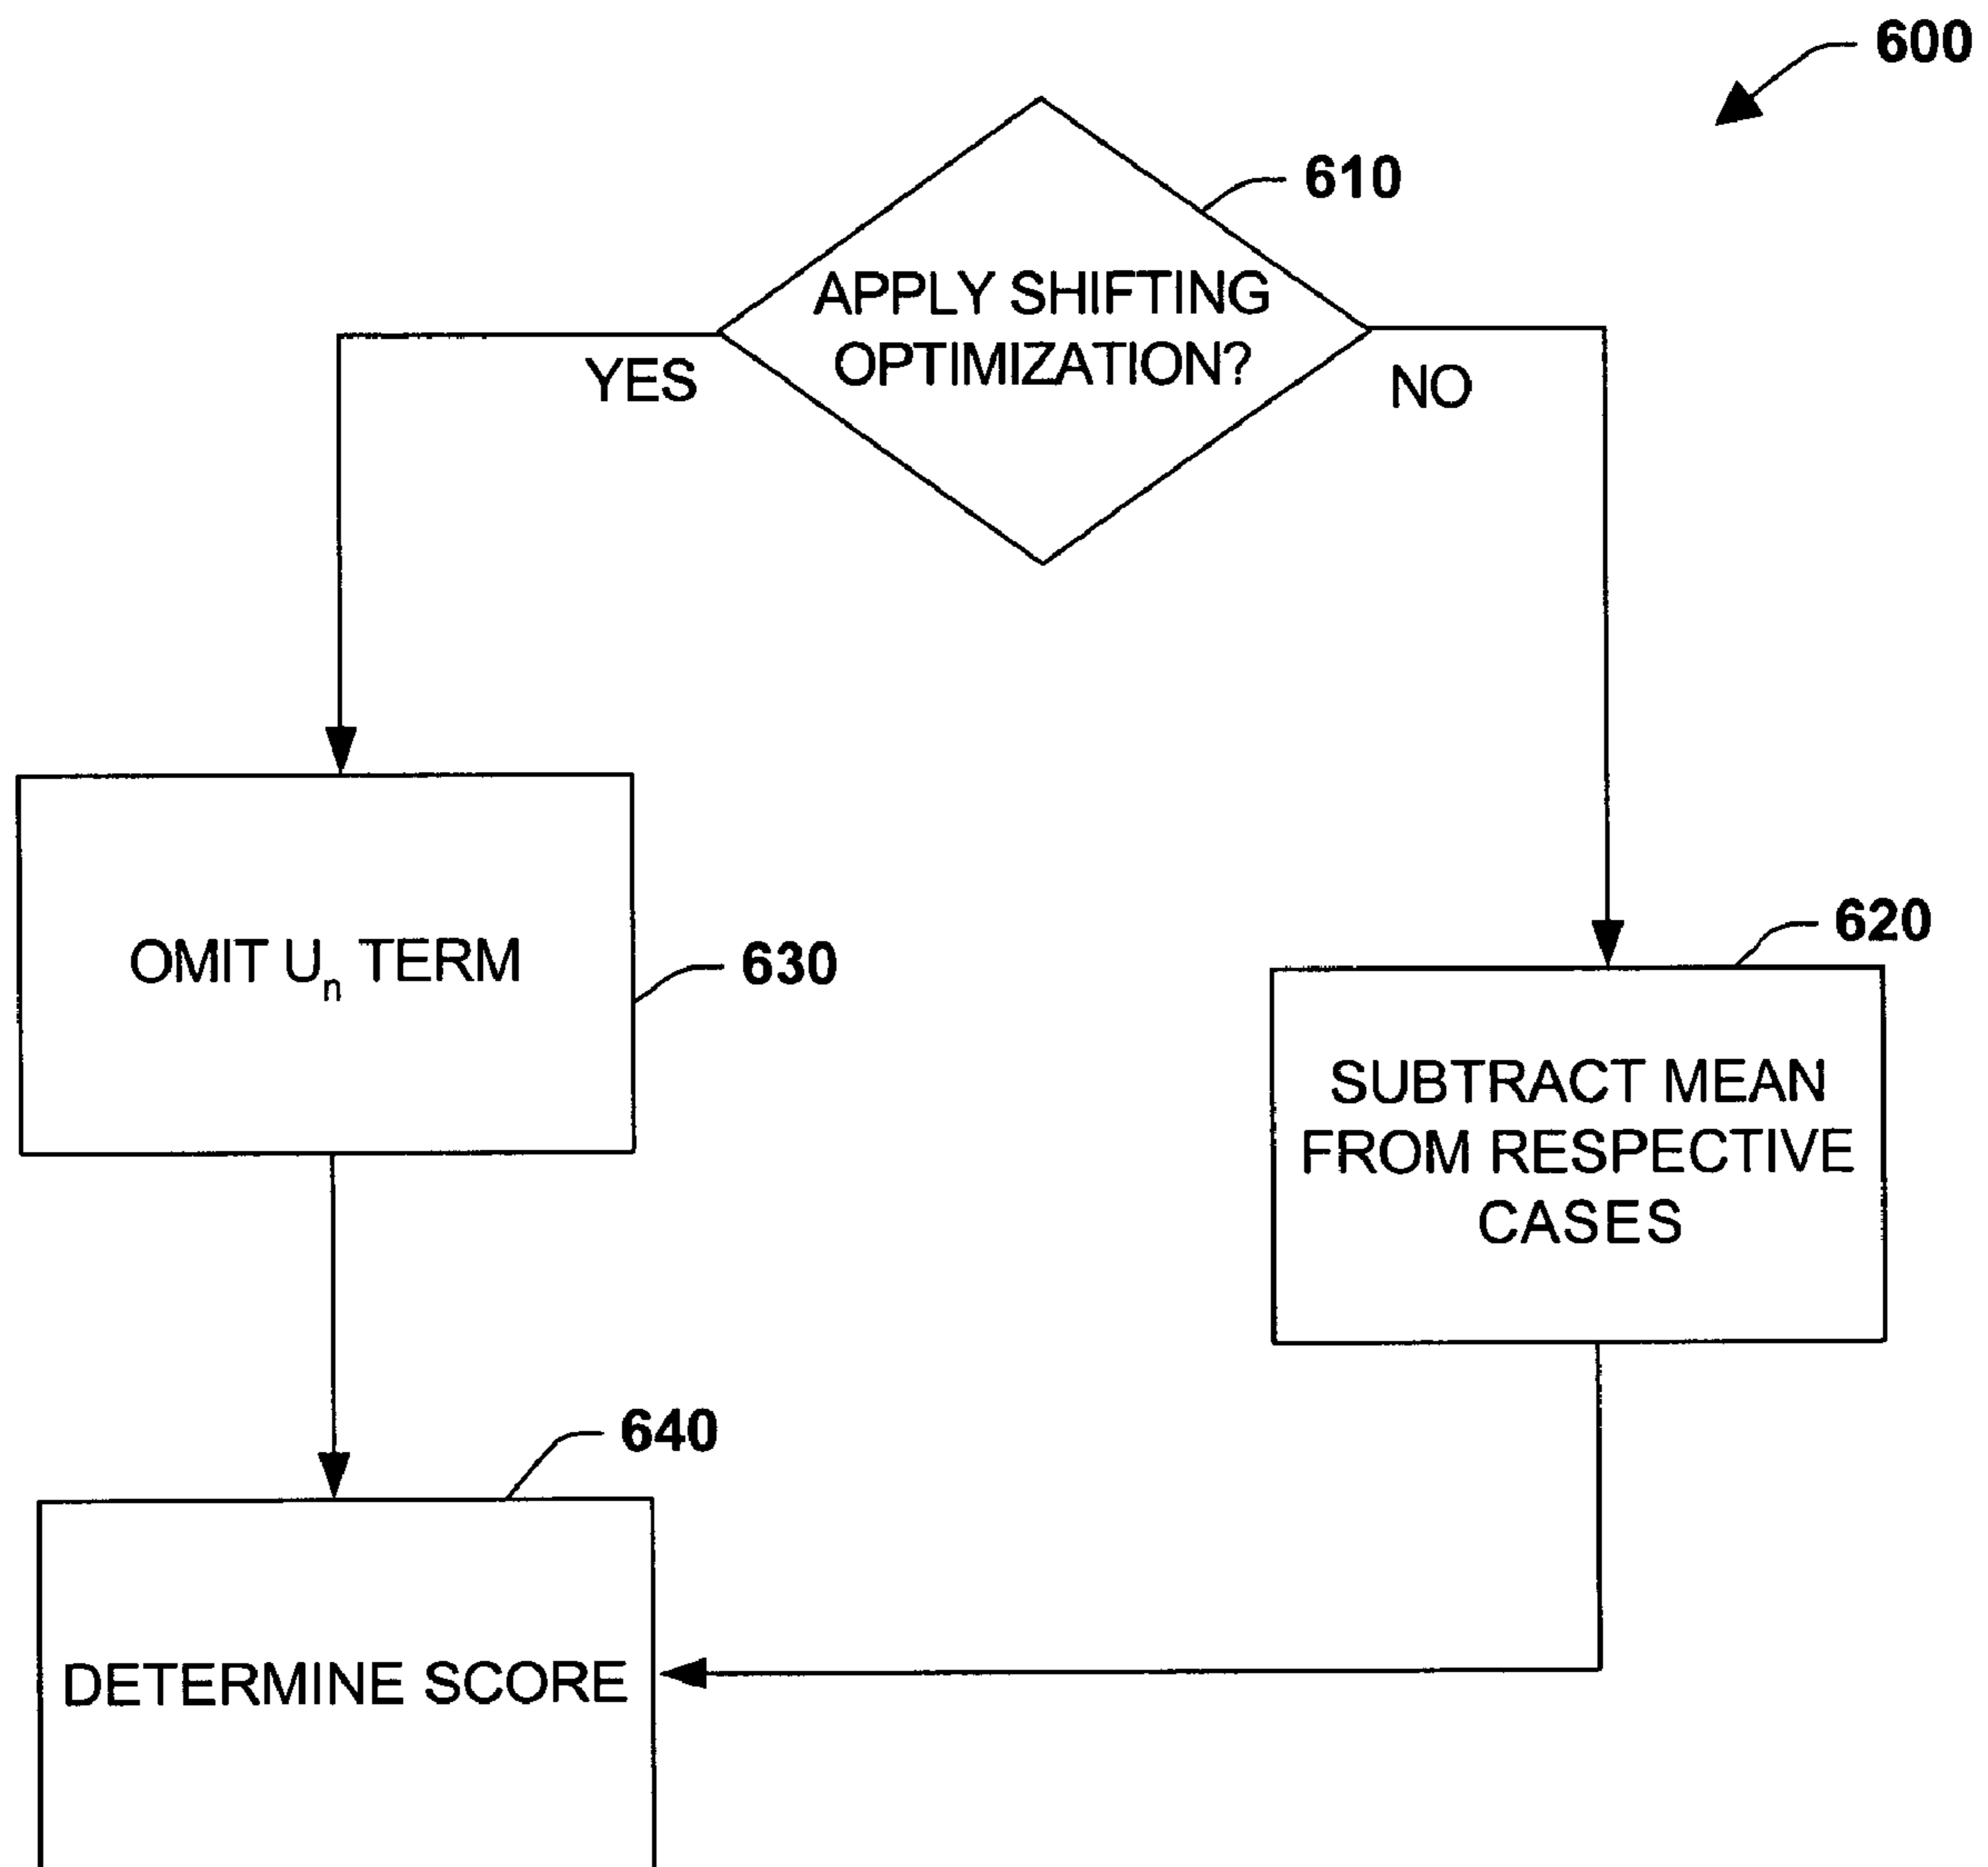 600
610
APPLY SHIFTING
OPTIMIZATION?
YES
NO
OMIT Un TERM
630
620
SUBTRACT MEAN
FROM RESPECTIVE
CASES
640
DETERMINE SCORE